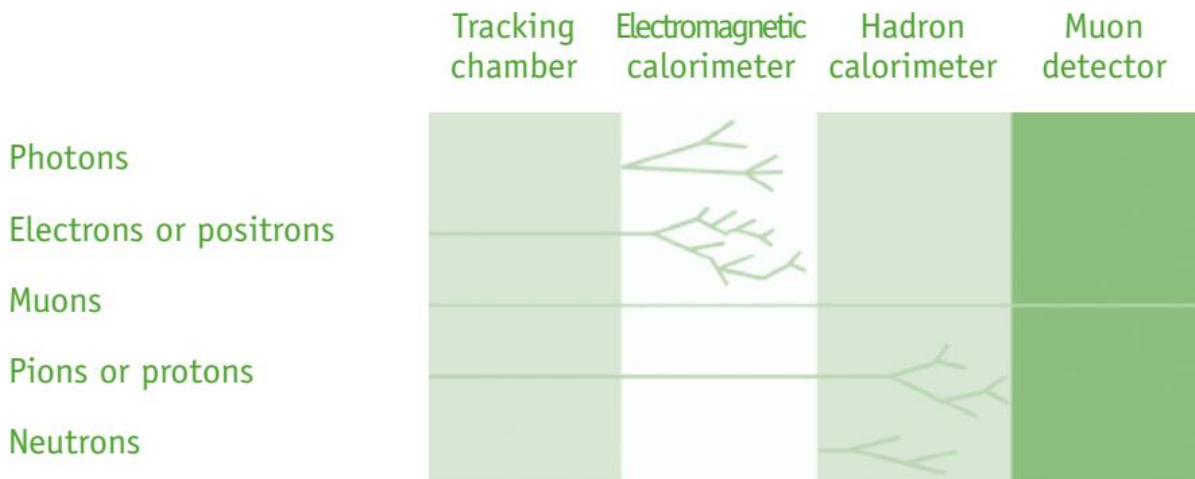 Tracking chamber
Electromagnetic calorimeter
Hadron calorimeter
Muon detector
Photons
Electrons or positrons
Muons
Pions or protons
Neutrons